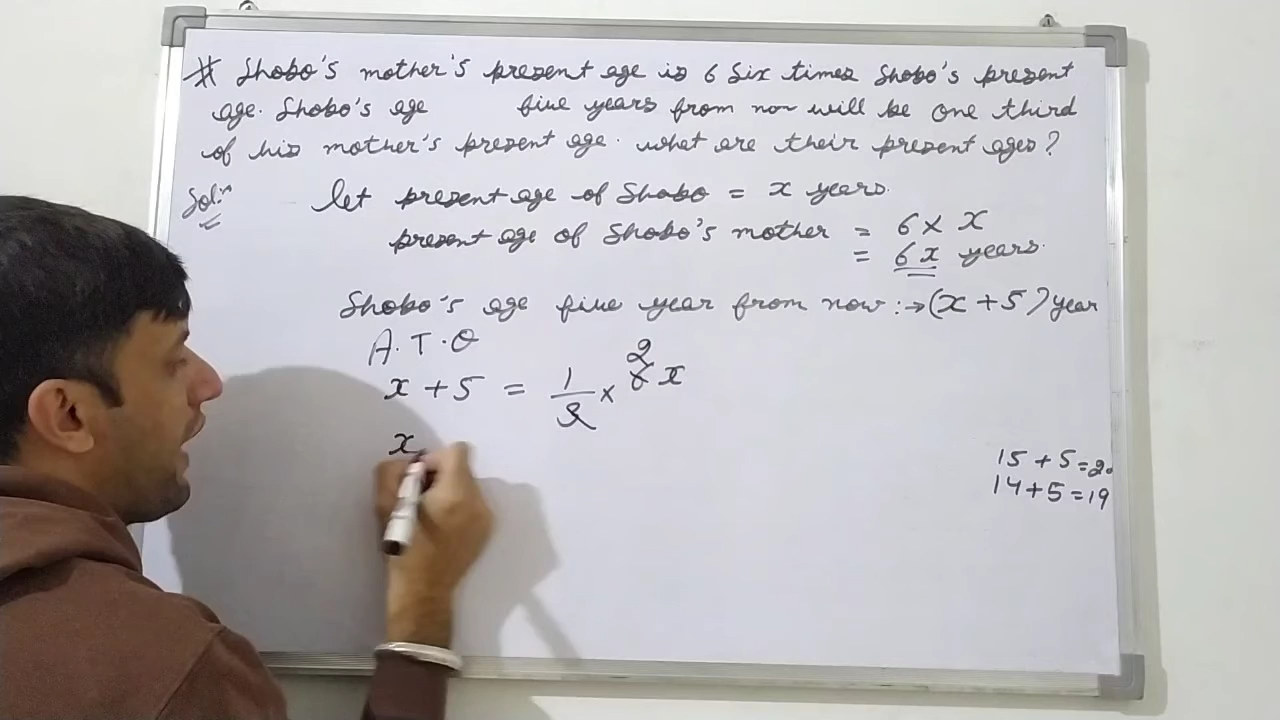 # Shobo's mother's present age is 6 Six times Shobo's present
age. Shobo's age five years from now will be one third
of his mother's present age. what are their present ages?
Sol:n let present age of Shobo = x years.
present age of Shobo's mother = 6 × x
= 6x years.
Shobo's age five year from now :→ (x + 5) year
A.T.Q
x + 5 = 1/3 × 6x 2
x
15 + 5 = 20
14 + 5 = 19